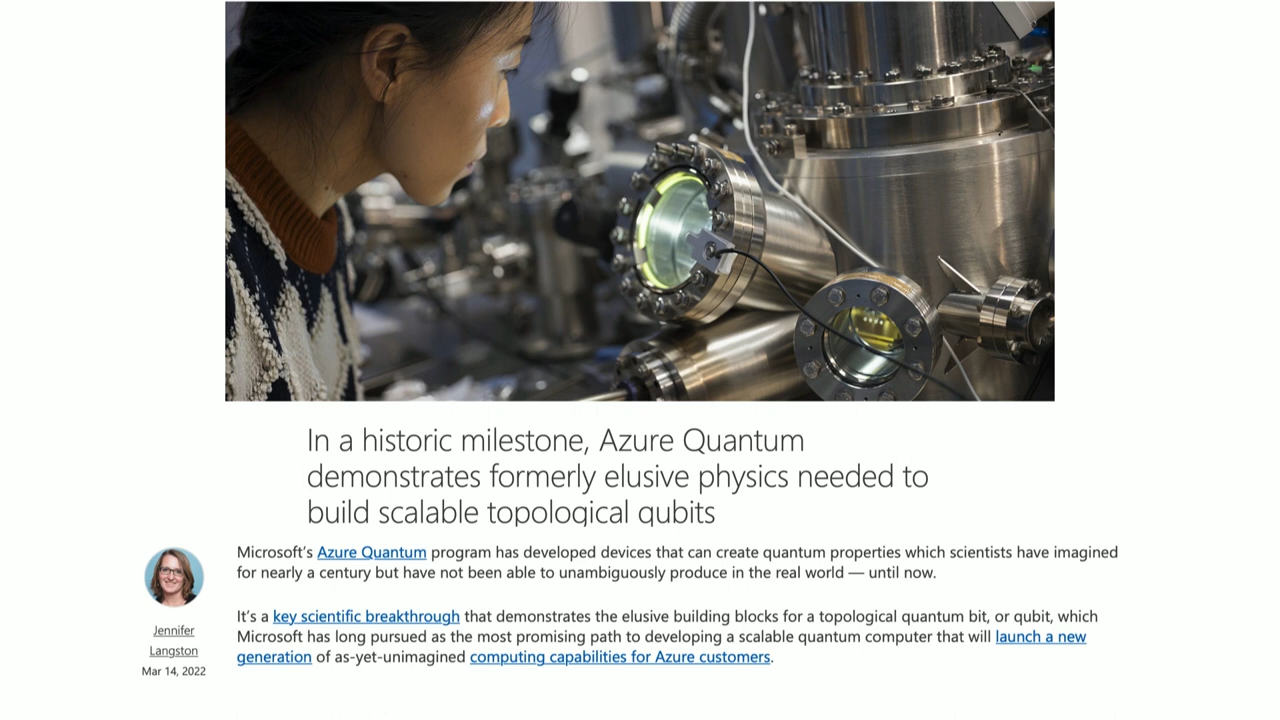 In a historic milestone, Azure Quantum
demonstrates formerly elusive physics needed to
build scalable topological qubits
Microsoft's Azure Quantum program has developed devices that can create quantum properties which scientists have imagined
for nearly a century but have not been able to unambiguously produce in the real world — until now.
It's a key scientific breakthrough that demonstrates the elusive building blocks for a topological quantum bit, or qubit, which
Microsoft has long pursued as the most promising path to developing a scalable quantum computer that will launch a new
generation of as-yet-unimagined computing capabilities for Azure customers.
Jennifer
Langston
Mar 14, 2022